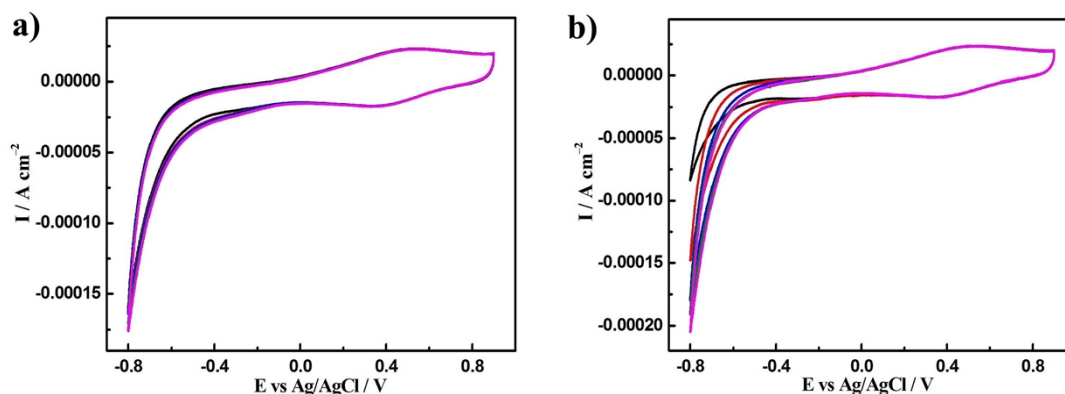 a)
0.00000
-0.00005
-0.00010
-0.00015
I / A cm⁻²
-0.8 -0.4 0.0 0.4 0.8
E vs Ag/AgCl / V
b)
0.00000
-0.00005
-0.00010
-0.00015
-0.00020
I / A cm⁻²
-0.8 -0.4 0.0 0.4 0.8
E vs Ag/AgCl / V